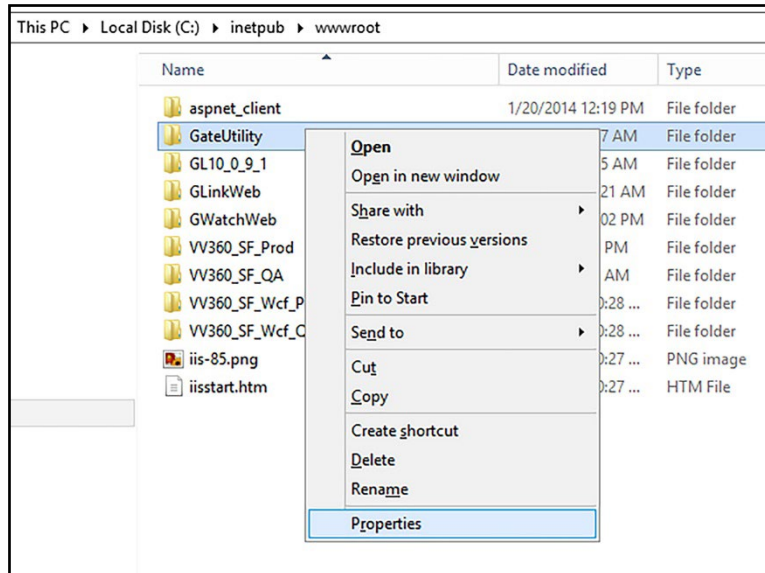 This PC ▸ Local Disk (C:) ▸ inetpub ▸ wwwroot
Name Date modified Type
aspnet_client 1/20/2014 12:19 PM File folder
GateUtility 7 AM File folder
GL10_0_9_1 5 AM File folder
GLinkWeb 21 AM File folder
GWatchWeb 02 PM File folder
VV360_SF_Prod PM File folder
VV360_SF_QA AM File folder
VV360_SF_Wcf_P 0:28 ... File folder
VV360_SF_Wcf_Q 0:28 ... File folder
iis-85.png 0:27 ... PNG image
iisstart.htm 0:27 ... HTM File
Open
Open in new window
Share with
Restore previous versions
Include in library
Pin to Start
Send to
Cut
Copy
Create shortcut
Delete
Rename
Properties